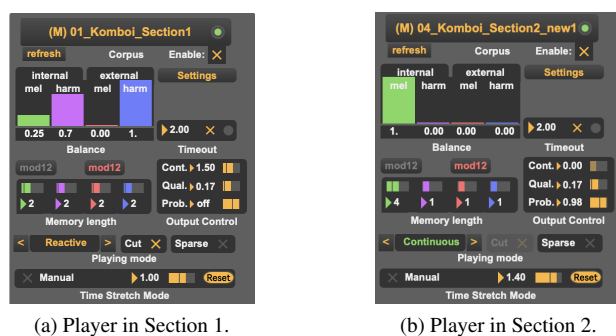 (M) 01_Komboi_Section1
refresh Corpus Enable:
internal external
mel harm mel harm
Settings
0.25 0.7 0.00 1.
2.00
Balance Timeout
mod12 mod12
Cont. 1.50
Qual. 0.17
Prob. off
2 2 2 2
Memory length Output Control
< Reactive > Cut Sparse
Playing mode
Manual 1.00 Reset
Time Stretch Mode
(a) Player in Section 1.
(M) 04_Komboi_Section2_new1
refresh Corpus Enable:
internal external
mel harm mel harm
Settings
1. 0.00 0.00 0.00
2.00
Balance Timeout
mod12 mod12
Cont. 0.00
Qual. 0.17
Prob. 0.98
4 1 1 1
Memory length Output Control
< Continuous > Cut Sparse
Playing mode
Manual 1.40 Reset
Time Stretch Mode
(b) Player in Section 2.